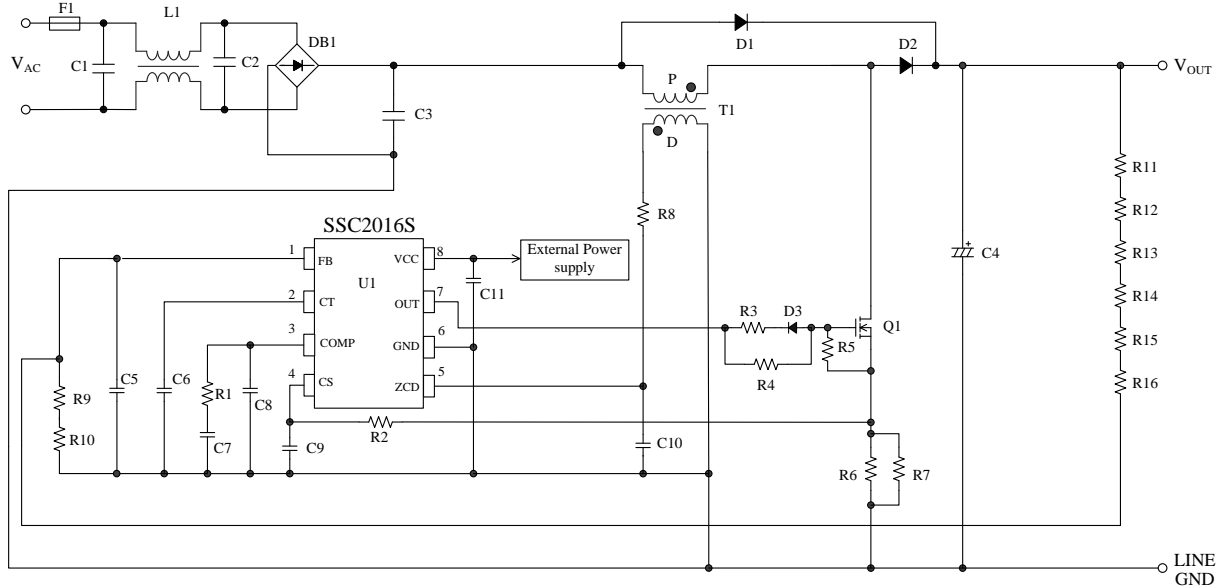 F1
L1
DB1
D1
D2
V_AC
C1
C2
V_OUT
P
C3
T1
D
R11
R8
R12
SSC2016S
R13
1
FB
VCC
8
External Power
supply
C4
U1
2
CT
OUT
7
C11
R14
R3
D3
Q1
3
COMP
GND
6
R5
R15
4
CS
ZCD
5
R4
R16
C5
C6
R1
C8
R9
R2
R10
C7
C9
C10
R6
R7
LINE
GND